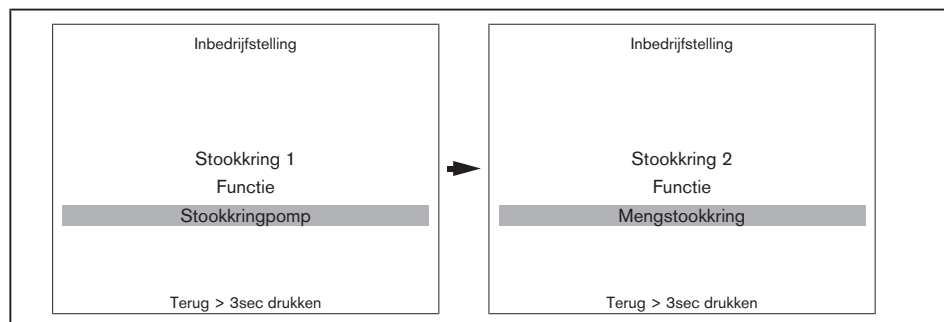 Inbedrijfstelling
Stookkring 1
Functie
Stookkringpomp
Terug > 3sec drukken
Inbedrijfstelling
Stookkring 2
Functie
Mengstookkring
Terug > 3sec drukken